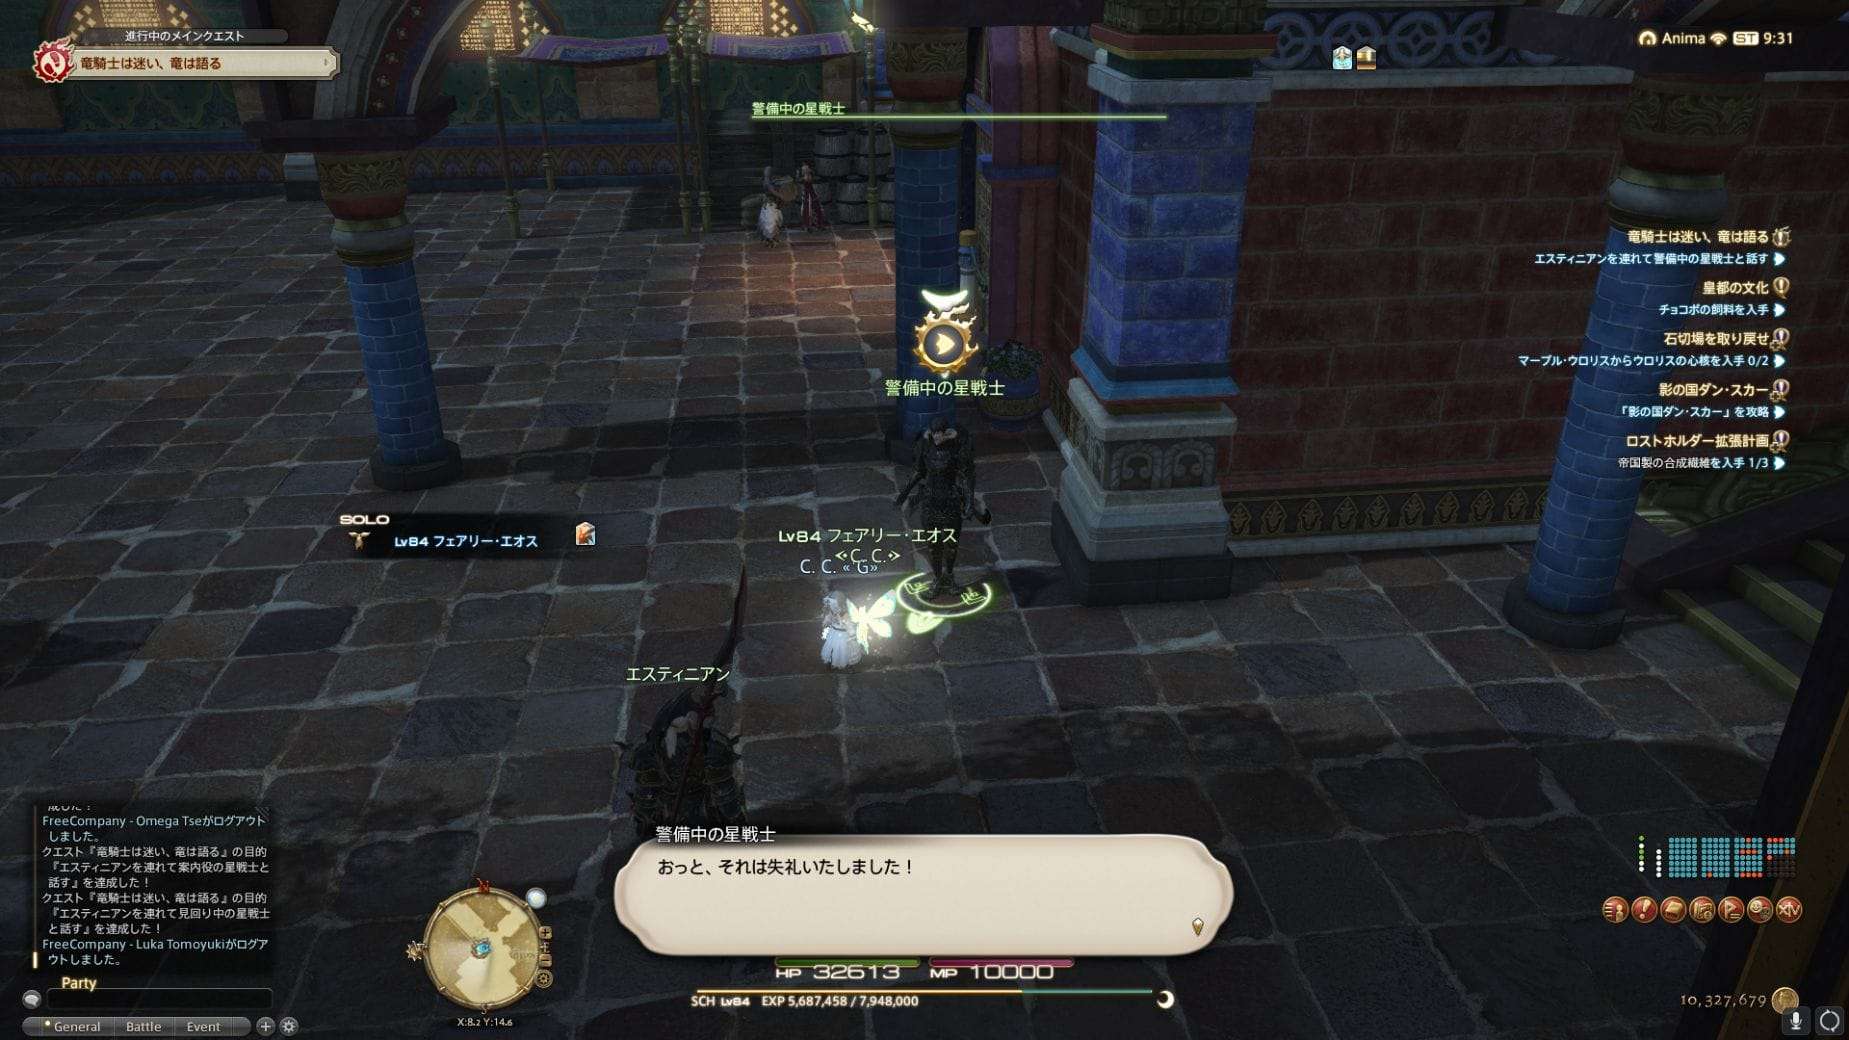 進行中のメインクエスト
竜騎士は迷い、竜は語る
Anima ST 9:31
警備中の星戦士
竜騎士は迷い、竜は語る
エスティニアンを連れて警備中の星戦士と話す
皇都の文化
チョコボの飼料を入手
石切場を取り戻せ
マーブル・ウロリスからウロリスの心核を入手 0/2
影の国ダン・スカー
「影の国ダン・スカー」を攻略
ロストホルダー拡張計画
帝国製の合成繊維を入手 1/3
警備中の星戦士
SOLO
Lv84 フェアリー・エオス
Lv84 フェアリー・エオス
«C. C.»
C. C. «G»
エスティニアン
警備中の星戦士
おっと、それは失礼いたしました！
成した！
FreeCompany - Omega Tseがログアウト
しました。
クエスト『竜騎士は迷い、竜は語る』の目的
『エスティニアンを連れて案内役の星戦士と
話す』を達成した！
クエスト『竜騎士は迷い、竜は語る』の目的
『エスティニアンを連れて見回り中の星戦士
と話す』を達成した！
FreeCompany - Luka Tomoyukiがログア
ウトしました。
Party
General Battle Event
N
X:8.2 Y:14.6
HP 32613 MP 10000
SCH Lv84 EXP 5,687,458 / 7,948,000
XIV
10,327,679